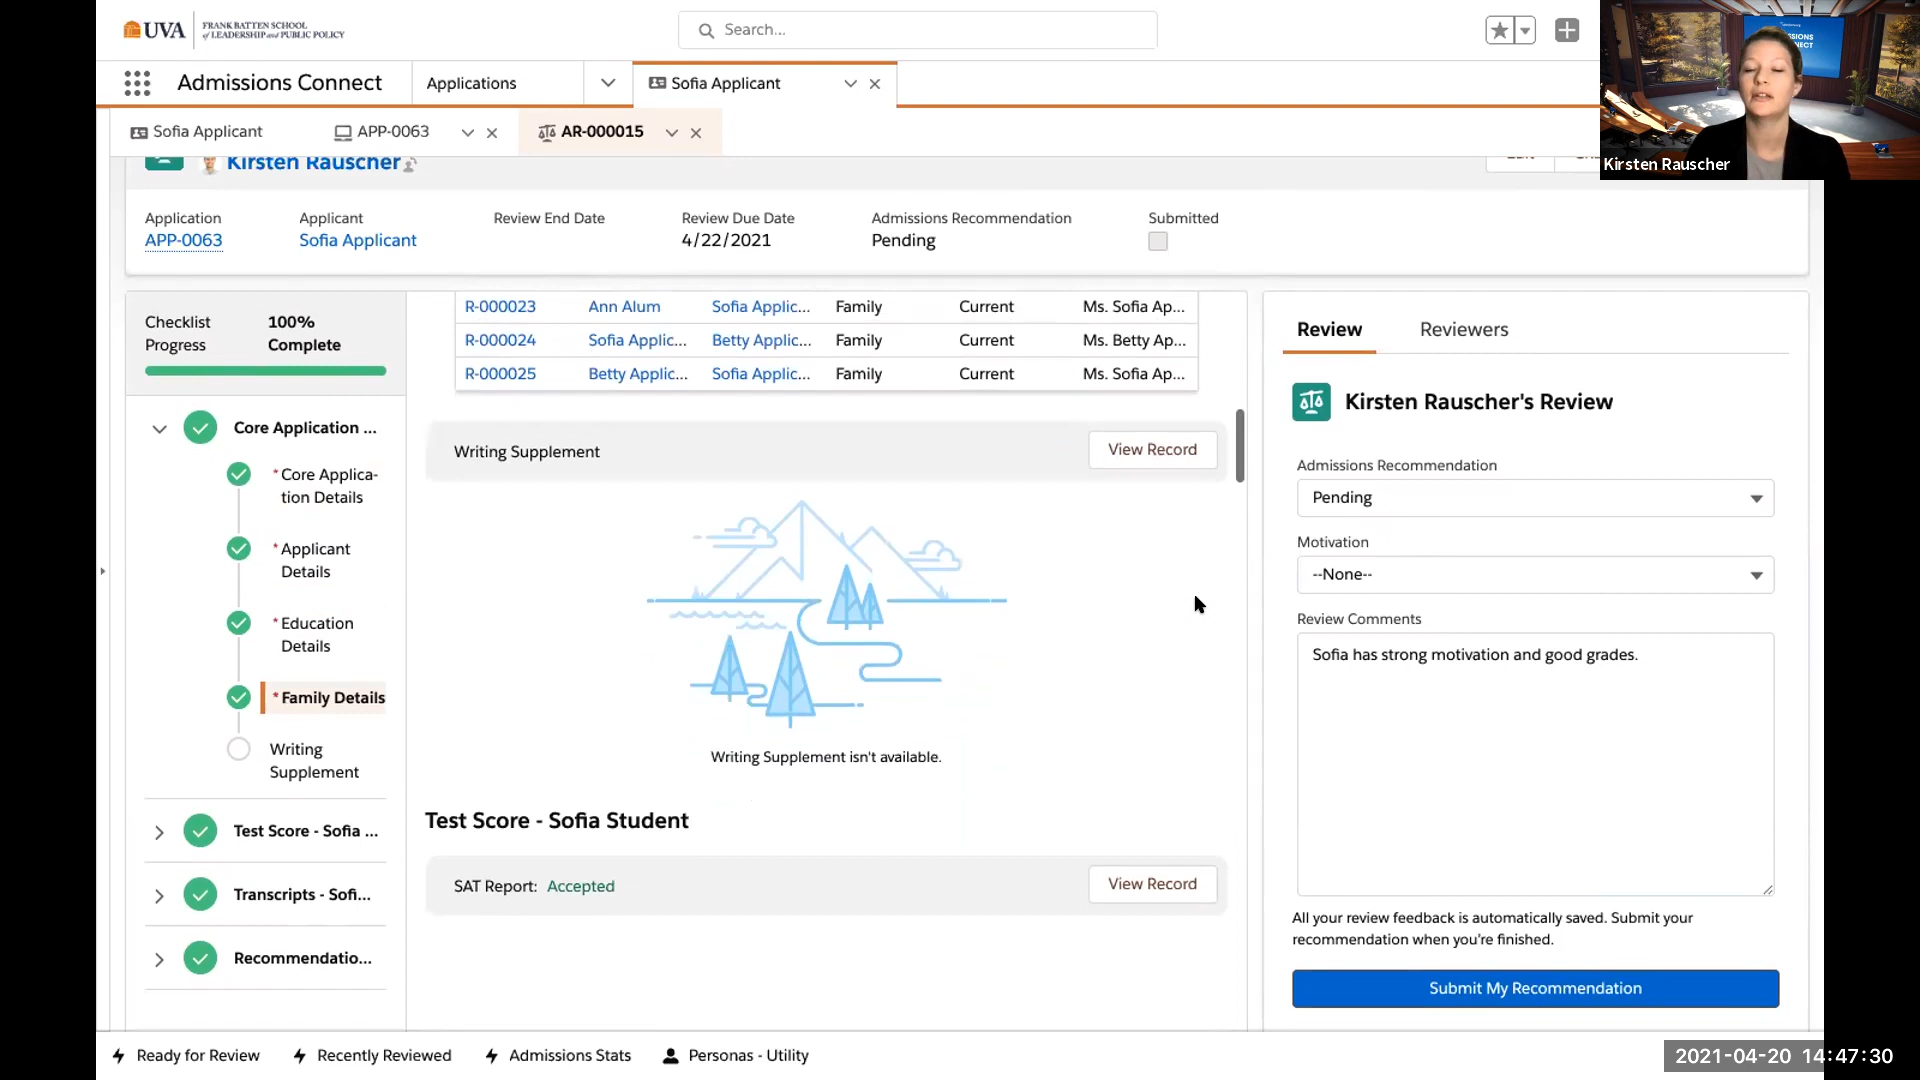 UVA
FRANK BATTEN SCHOOL
of LEADERSHIP and PUBLIC POLICY
Search...
Admissions Connect
Applications
Sofia Applicant
Sofia Applicant
APP-0063
AR-000015
Kirsten Rauscher
Kirsten Rauscher
Application
APP-0063
Applicant
Sofia Applicant
Review End Date
Review Due Date
4/22/2021
Admissions Recommendation
Pending
Submitted
Checklist
Progress
100%
Complete
Core Application ...
* Core Applica-
tion Details
* Applicant
Details
* Education
Details
* Family Details
Writing
Supplement
Test Score - Sofia ...
Transcripts - Sofi...
Recommendatio...
R-000023 Ann Alum Sofia Applic... Family Current Ms. Sofia Ap...
R-000024 Sofia Applic... Betty Applic... Family Current Ms. Betty Ap...
R-000025 Betty Applic... Sofia Applic... Family Current Ms. Sofia Ap...
Writing Supplement
View Record
Writing Supplement isn't available.
Test Score - Sofia Student
SAT Report: Accepted
View Record
Review
Reviewers
Kirsten Rauscher's Review
Admissions Recommendation
Pending
Motivation
--None--
Review Comments
Sofia has strong motivation and good grades.
All your review feedback is automatically saved. Submit your
recommendation when you're finished.
Submit My Recommendation
Ready for Review
Recently Reviewed
Admissions Stats
Personas - Utility
2021-04-20 14:47:30